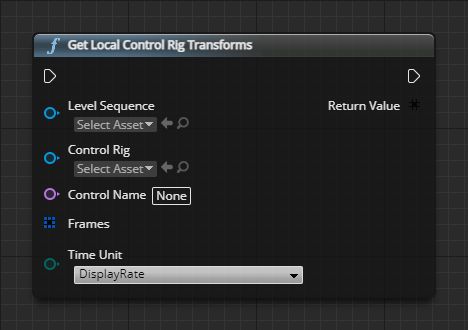 f Get Local Control Rig Transforms
Level Sequence Return Value
Select Asset
Control Rig
Select Asset
Control Name None
Frames
Time Unit
DisplayRate